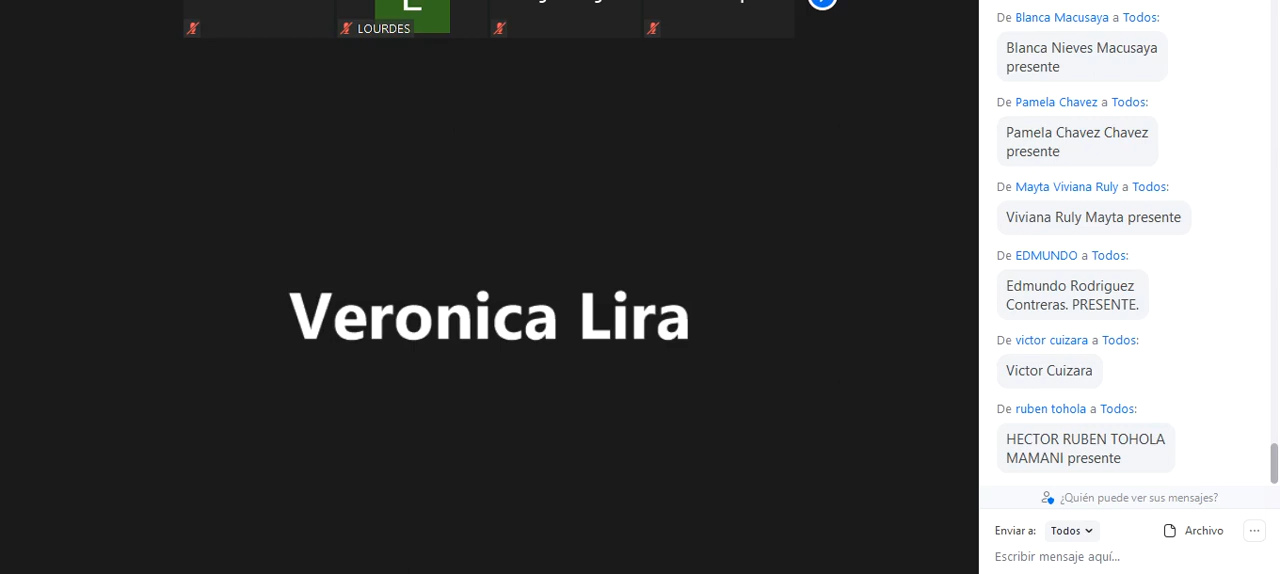 LOURDES
Veronica Lira
De Blanca Macusaya a Todos:
Blanca Nieves Macusaya
presente
De Pamela Chavez a Todos:
Pamela Chavez Chavez
presente
De Mayta Viviana Ruly a Todos:
Viviana Ruly Mayta presente
De EDMUNDO a Todos:
Edmundo Rodriguez
Contreras. PRESENTE.
De victor cuizara a Todos:
Victor Cuizara
De ruben tohola a Todos:
HECTOR RUBEN TOHOLA
MAMANI presente
¿Quién puede ver sus mensajes?
Enviar a: Todos Archivo
Escribir mensaje aquí...